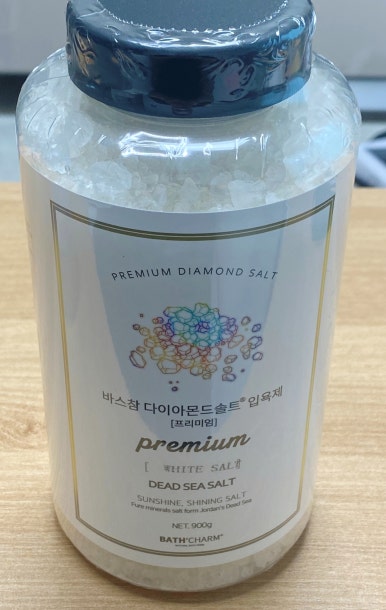 PREMIUM DIAMOND SALT
바스참 다이아몬드솔트® 입욕제
[프리미엄]
premium
[ WHITE SALT ]
DEAD SEA SALT
SUNSHINE, SHINING SALT
Pure minerals salt from Jordan's Dead Sea
NET. 900g
BATH°CHARM®